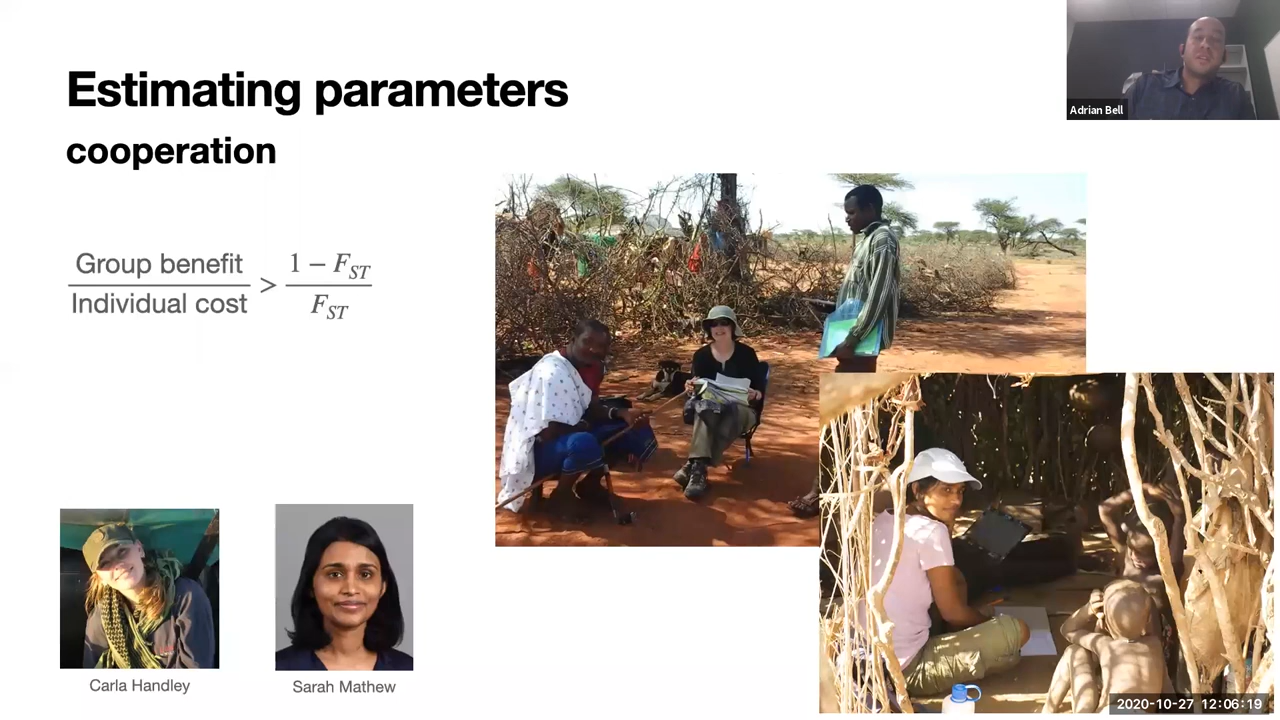 Estimating parameters
cooperation
Group benefit / Individual cost > 1 − F_ST / F_ST
Adrian Bell
Carla Handley
Sarah Mathew
2020-10-27 12:06:19